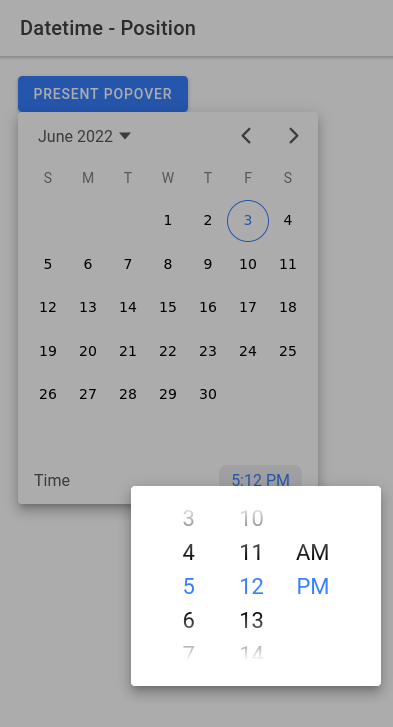 Datetime - Position
PRESENT POPOVER
June 2022
S M T W T F S
1 2 3 4
5 6 7 8 9 10 11
12 13 14 15 16 17 18
19 20 21 22 23 24 25
26 27 28 29 30
Time 5:12 PM
3 10
4 11 AM
5 12 PM
6 13
7 14